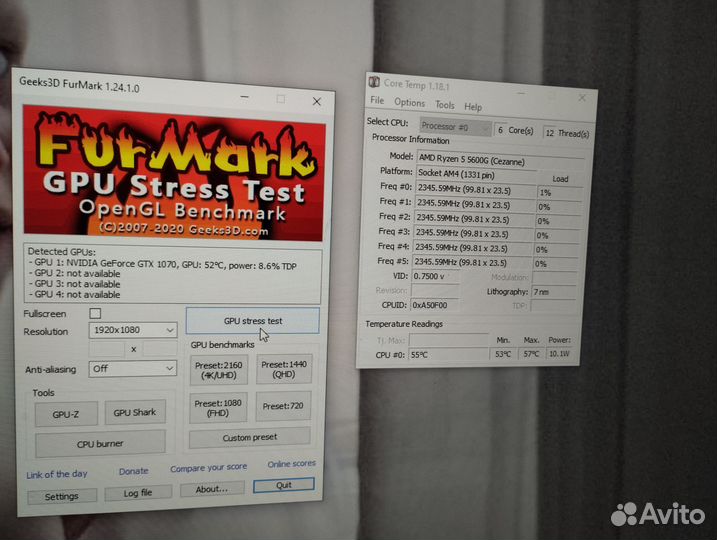 Geeks3D FurMark 1.24.1.0
FurMark
GPU Stress Test
OpenGL Benchmark
(C)2007-2020 Geeks3D.com
Detected GPUs:
- GPU 1: NVIDIA GeForce GTX 1070, GPU: 52°C, power: 8.6% TDP
- GPU 2: not available
- GPU 3: not available
- GPU 4: not available
Fullscreen
GPU stress test
Resolution
1920x1080
x
Anti-aliasing
Off
GPU benchmarks
Preset:2160
(4K/UHD)
Preset:1440
(QHD)
Preset:1080
(FHD)
Preset:720
Custom preset
Tools
GPU-Z
GPU Shark
CPU burner
Link of the day
Donate
Compare your score
Online scores
Settings
Log file
About...
Quit
Core Temp 1.18.1
File Options Tools Help
Select CPU: Processor #0 6 Core(s) 12 Thread(s)
Processor Information
Model: AMD Ryzen 5 5600G (Cezanne)
Platform: Socket AM4 (1331 pin) Load
Freq #0: 2345.59MHz (99.81 x 23.5) 1%
Freq #1: 2345.59MHz (99.81 x 23.5) 0%
Freq #2: 2345.59MHz (99.81 x 23.5) 0%
Freq #3: 2345.59MHz (99.81 x 23.5) 0%
Freq #4: 2345.59MHz (99.81 x 23.5) 0%
Freq #5: 2345.59MHz (99.81 x 23.5) 0%
VID: 0.7500 v Modulation:
Revision: Lithography: 7 nm
CPUID: 0xA50F00 TDP:
Temperature Readings
Tj. Max: Min. Max. Power:
CPU #0: 55°C 53°C 57°C 10.1W
Avito